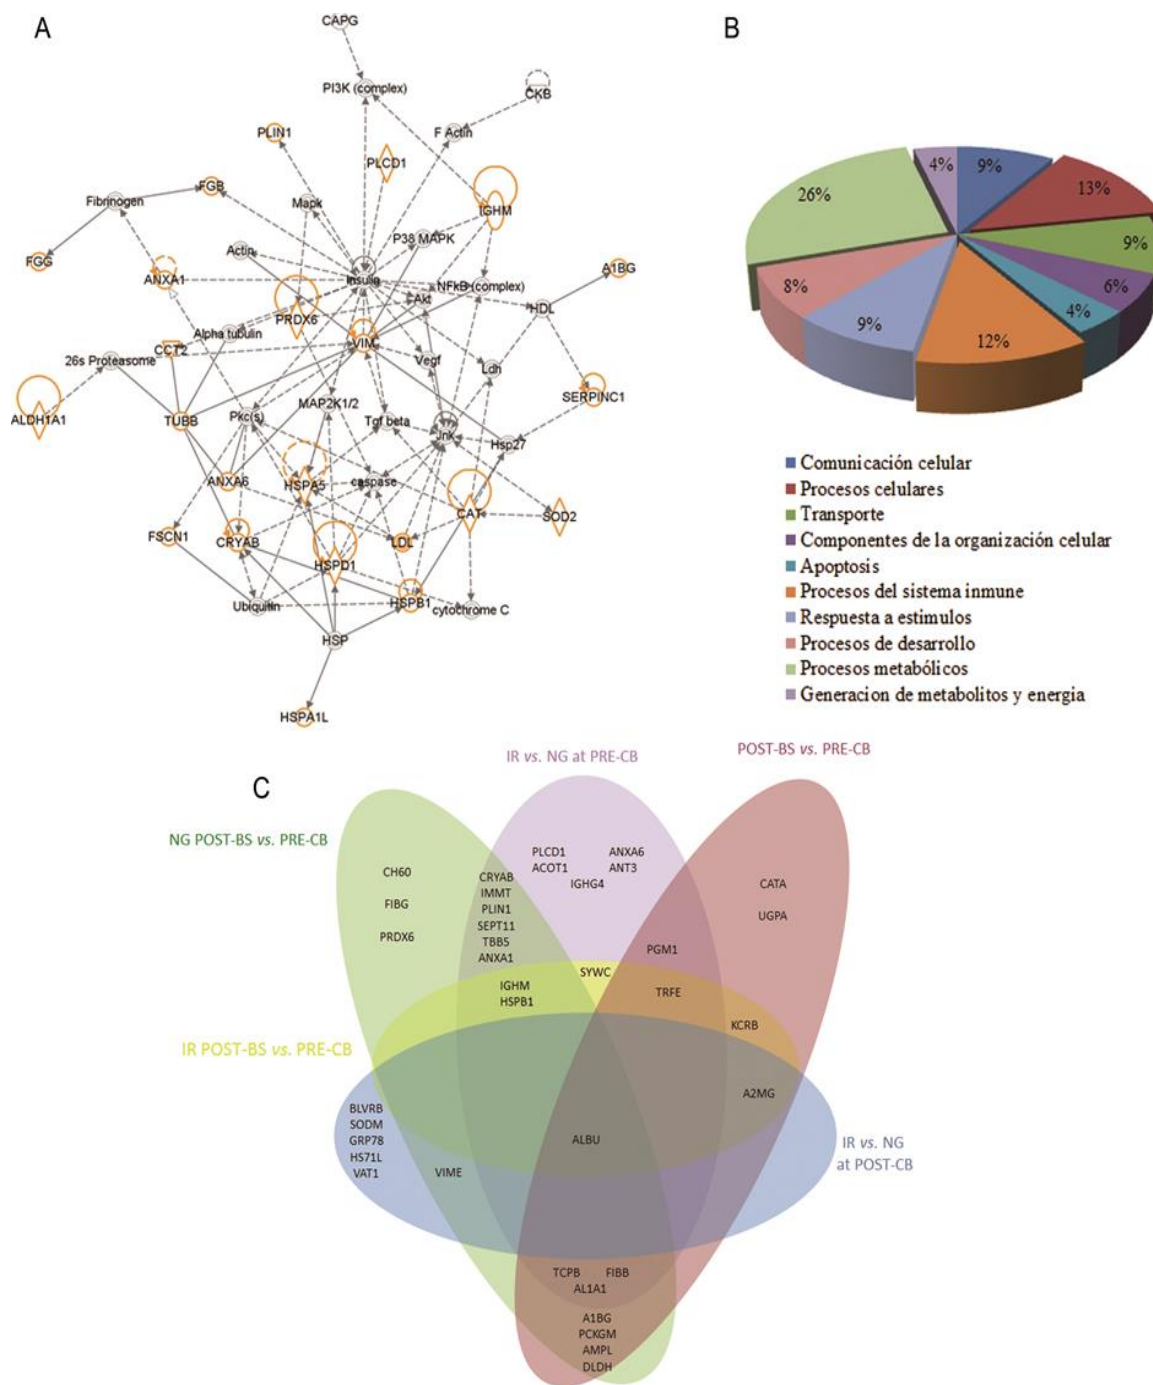 A
CAPG
PI3K (complex)
CKB
F Actin
PLIN1
PLCD1
FGB
Fibrinogen
Mapk
IGHM
P38 MAPK
Actin
FGG
ANXA1
Insulin
NFkB (complex)
A1BG
Akt
HDL
PRDX6
Alpha tubulin
VIM
CCT2
26s Proteasome
Vegf
Ldh
SERPINC1
ALDH1A1
MAP2K1/2
TUBB
Pkc(s)
Tgf beta
Jnk
Hsp27
ANXA6
HSPA5
caspase
CAT
SOD2
FSCN1
CRYAB
LDL
HSPD1
Ubiquitin
HSPB1
cytochrome C
HSP
HSPA1L
B
4%
9%
13%
9%
6%
4%
12%
9%
8%
26%
Comunicación celular
Procesos celulares
Transporte
Componentes de la organización celular
Apoptosis
Procesos del sistema inmune
Respuesta a estimulos
Procesos de desarrollo
Procesos metabólicos
Generacion de metabolitos y energia
C
IR vs. NG at PRE-CB
POST-BS vs. PRE-CB
NG POST-BS vs. PRE-CB
IR POST-BS vs. PRE-CB
IR vs. NG
at POST-CB
CH60
FIBG
PRDX6
CRYAB
IMMT
PLIN1
SEPT11
TBB5
ANXA1
PLCD1
ACOT1
ANXA6
ANT3
IGHG4
CATA
UGPA
PGM1
SYWC
IGHM
HSPB1
TRFE
KCRB
A2MG
BLVRB
SODM
GRP78
HS71L
VAT1
VIME
ALBU
TCPB
FIBB
AL1A1
A1BG
PCKGM
AMPL
DLDH